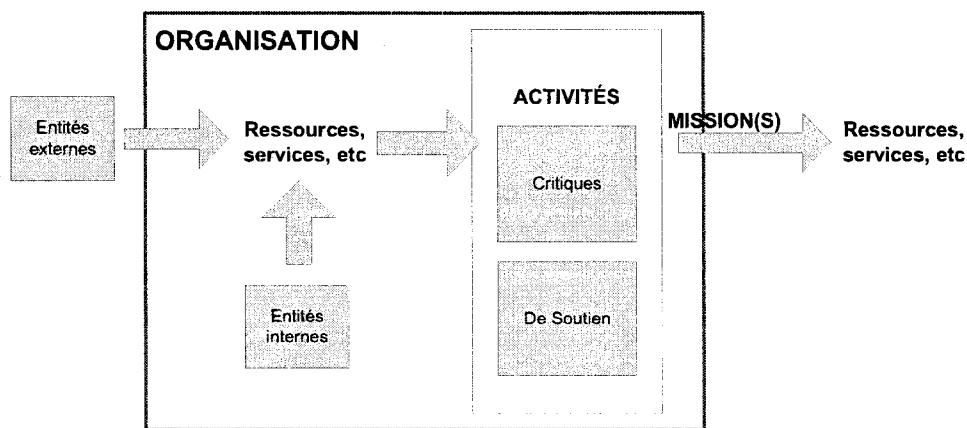 ORGANISATION
Entités
externes
Ressources,
services, etc
Entités
internes
ACTIVITÉS
Critiques
De Soutien
MISSION(S)
Ressources,
services, etc